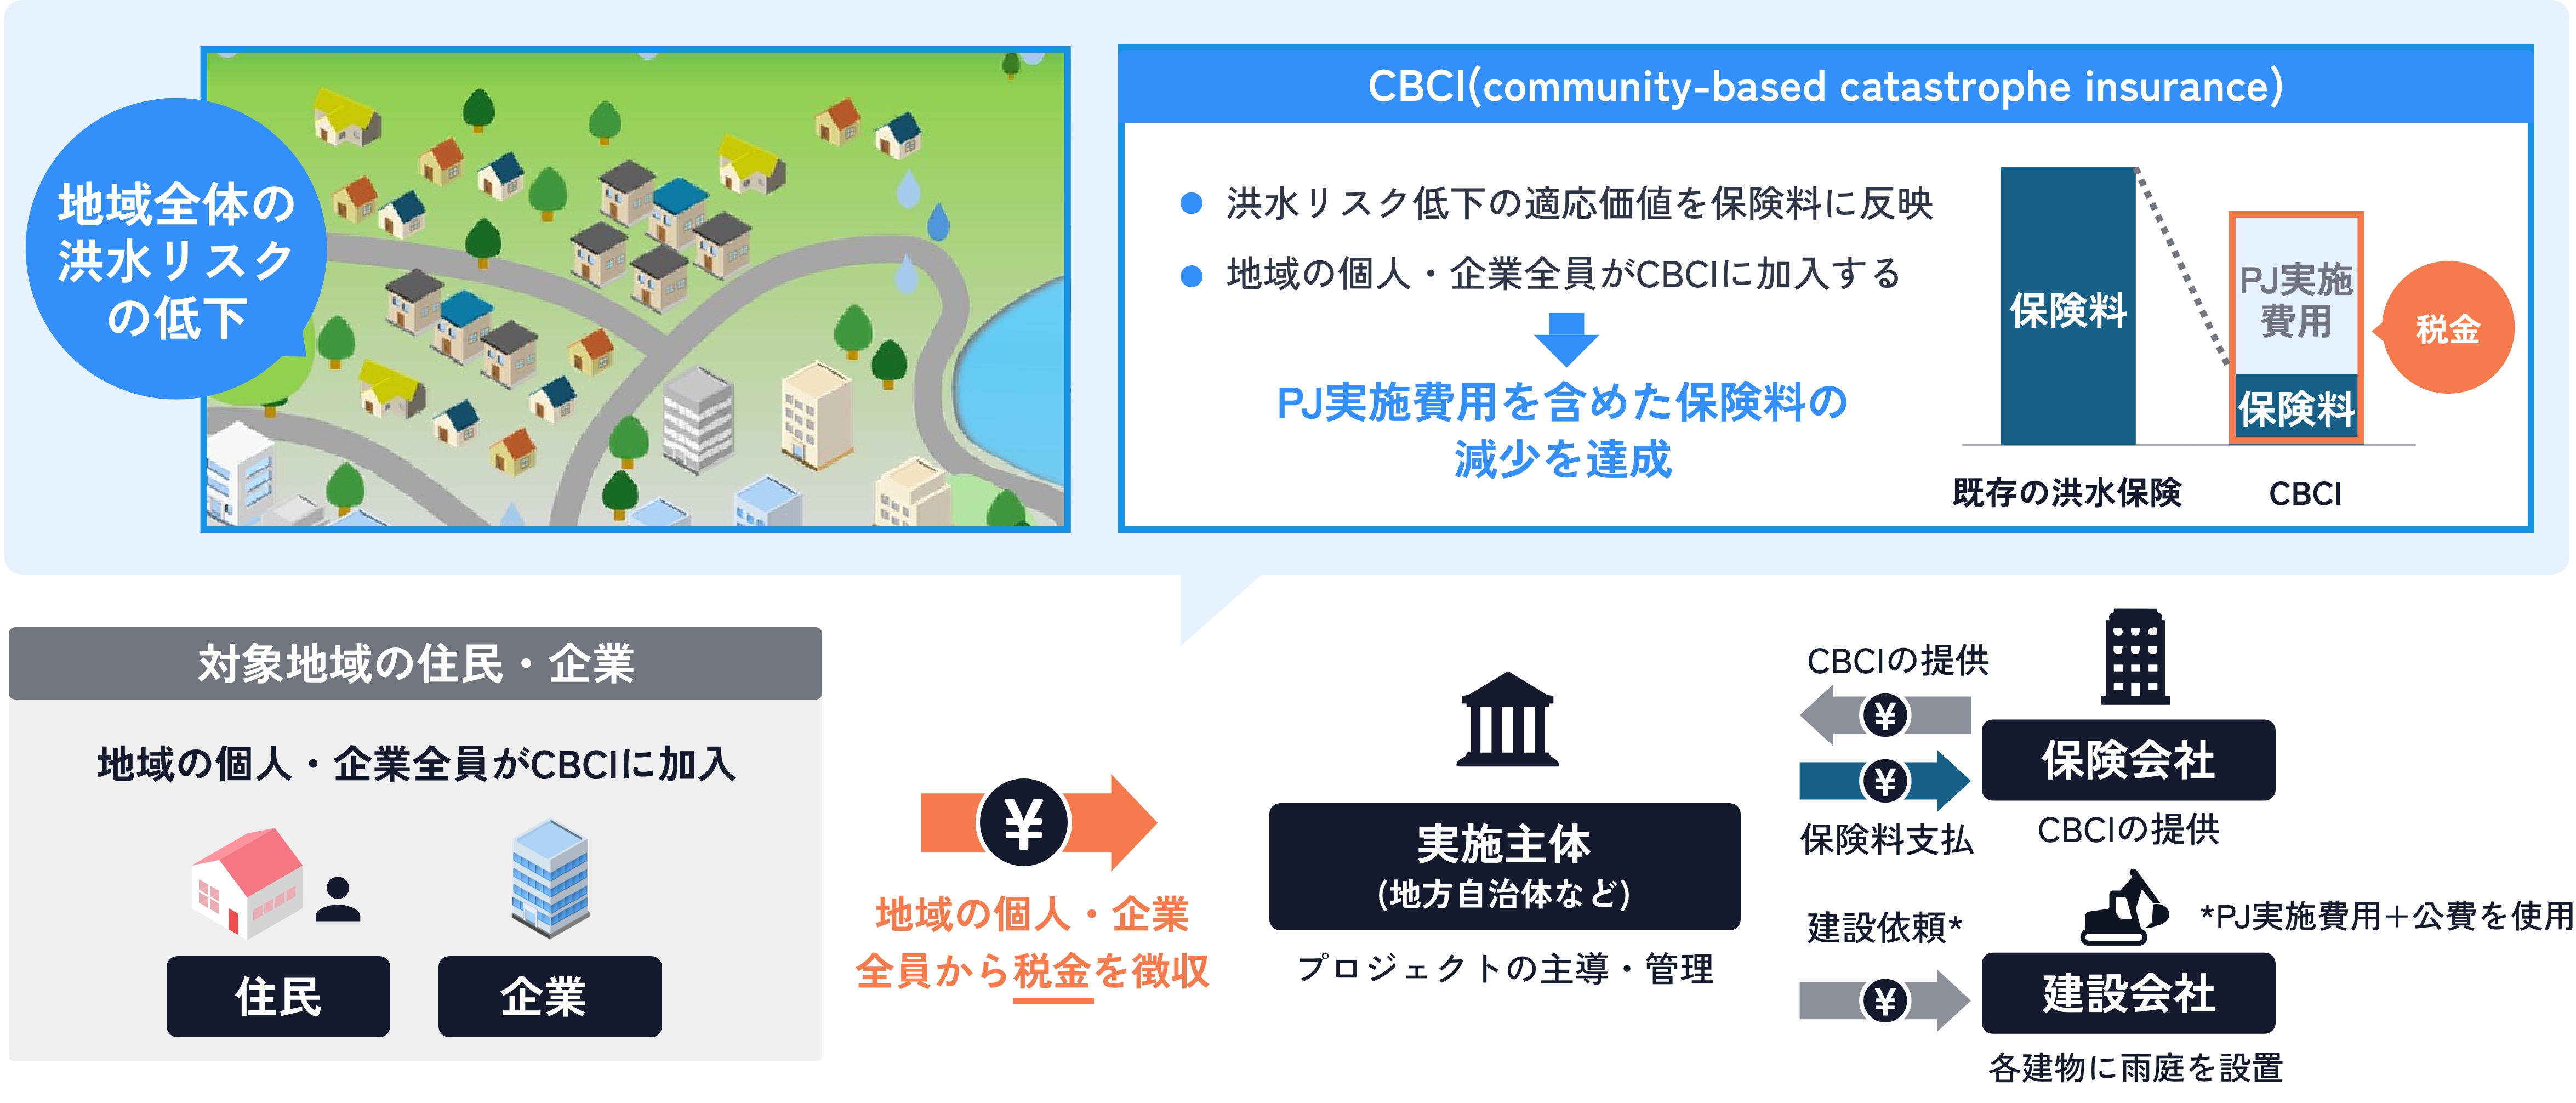 地域全体の
洪水リスク
の低下
CBCI(community-based catastrophe insurance)
洪水リスク低下の適応価値を保険料に反映
地域の個人・企業全員がCBCIに加入する
PJ実施費用を含めた保険料の
減少を達成
保険料
PJ実施
費用
保険料
税金
既存の洪水保険
CBCI
対象地域の住民・企業
地域の個人・企業全員がCBCIに加入
住民
企業
¥
地域の個人・企業
全員から税金を徴収
実施主体
(地方自治体など)
プロジェクトの主導・管理
CBCIの提供
¥
¥
保険料支払
保険会社
CBCIの提供
建設依頼*
¥
*PJ実施費用+公費を使用
建設会社
各建物に雨庭を設置